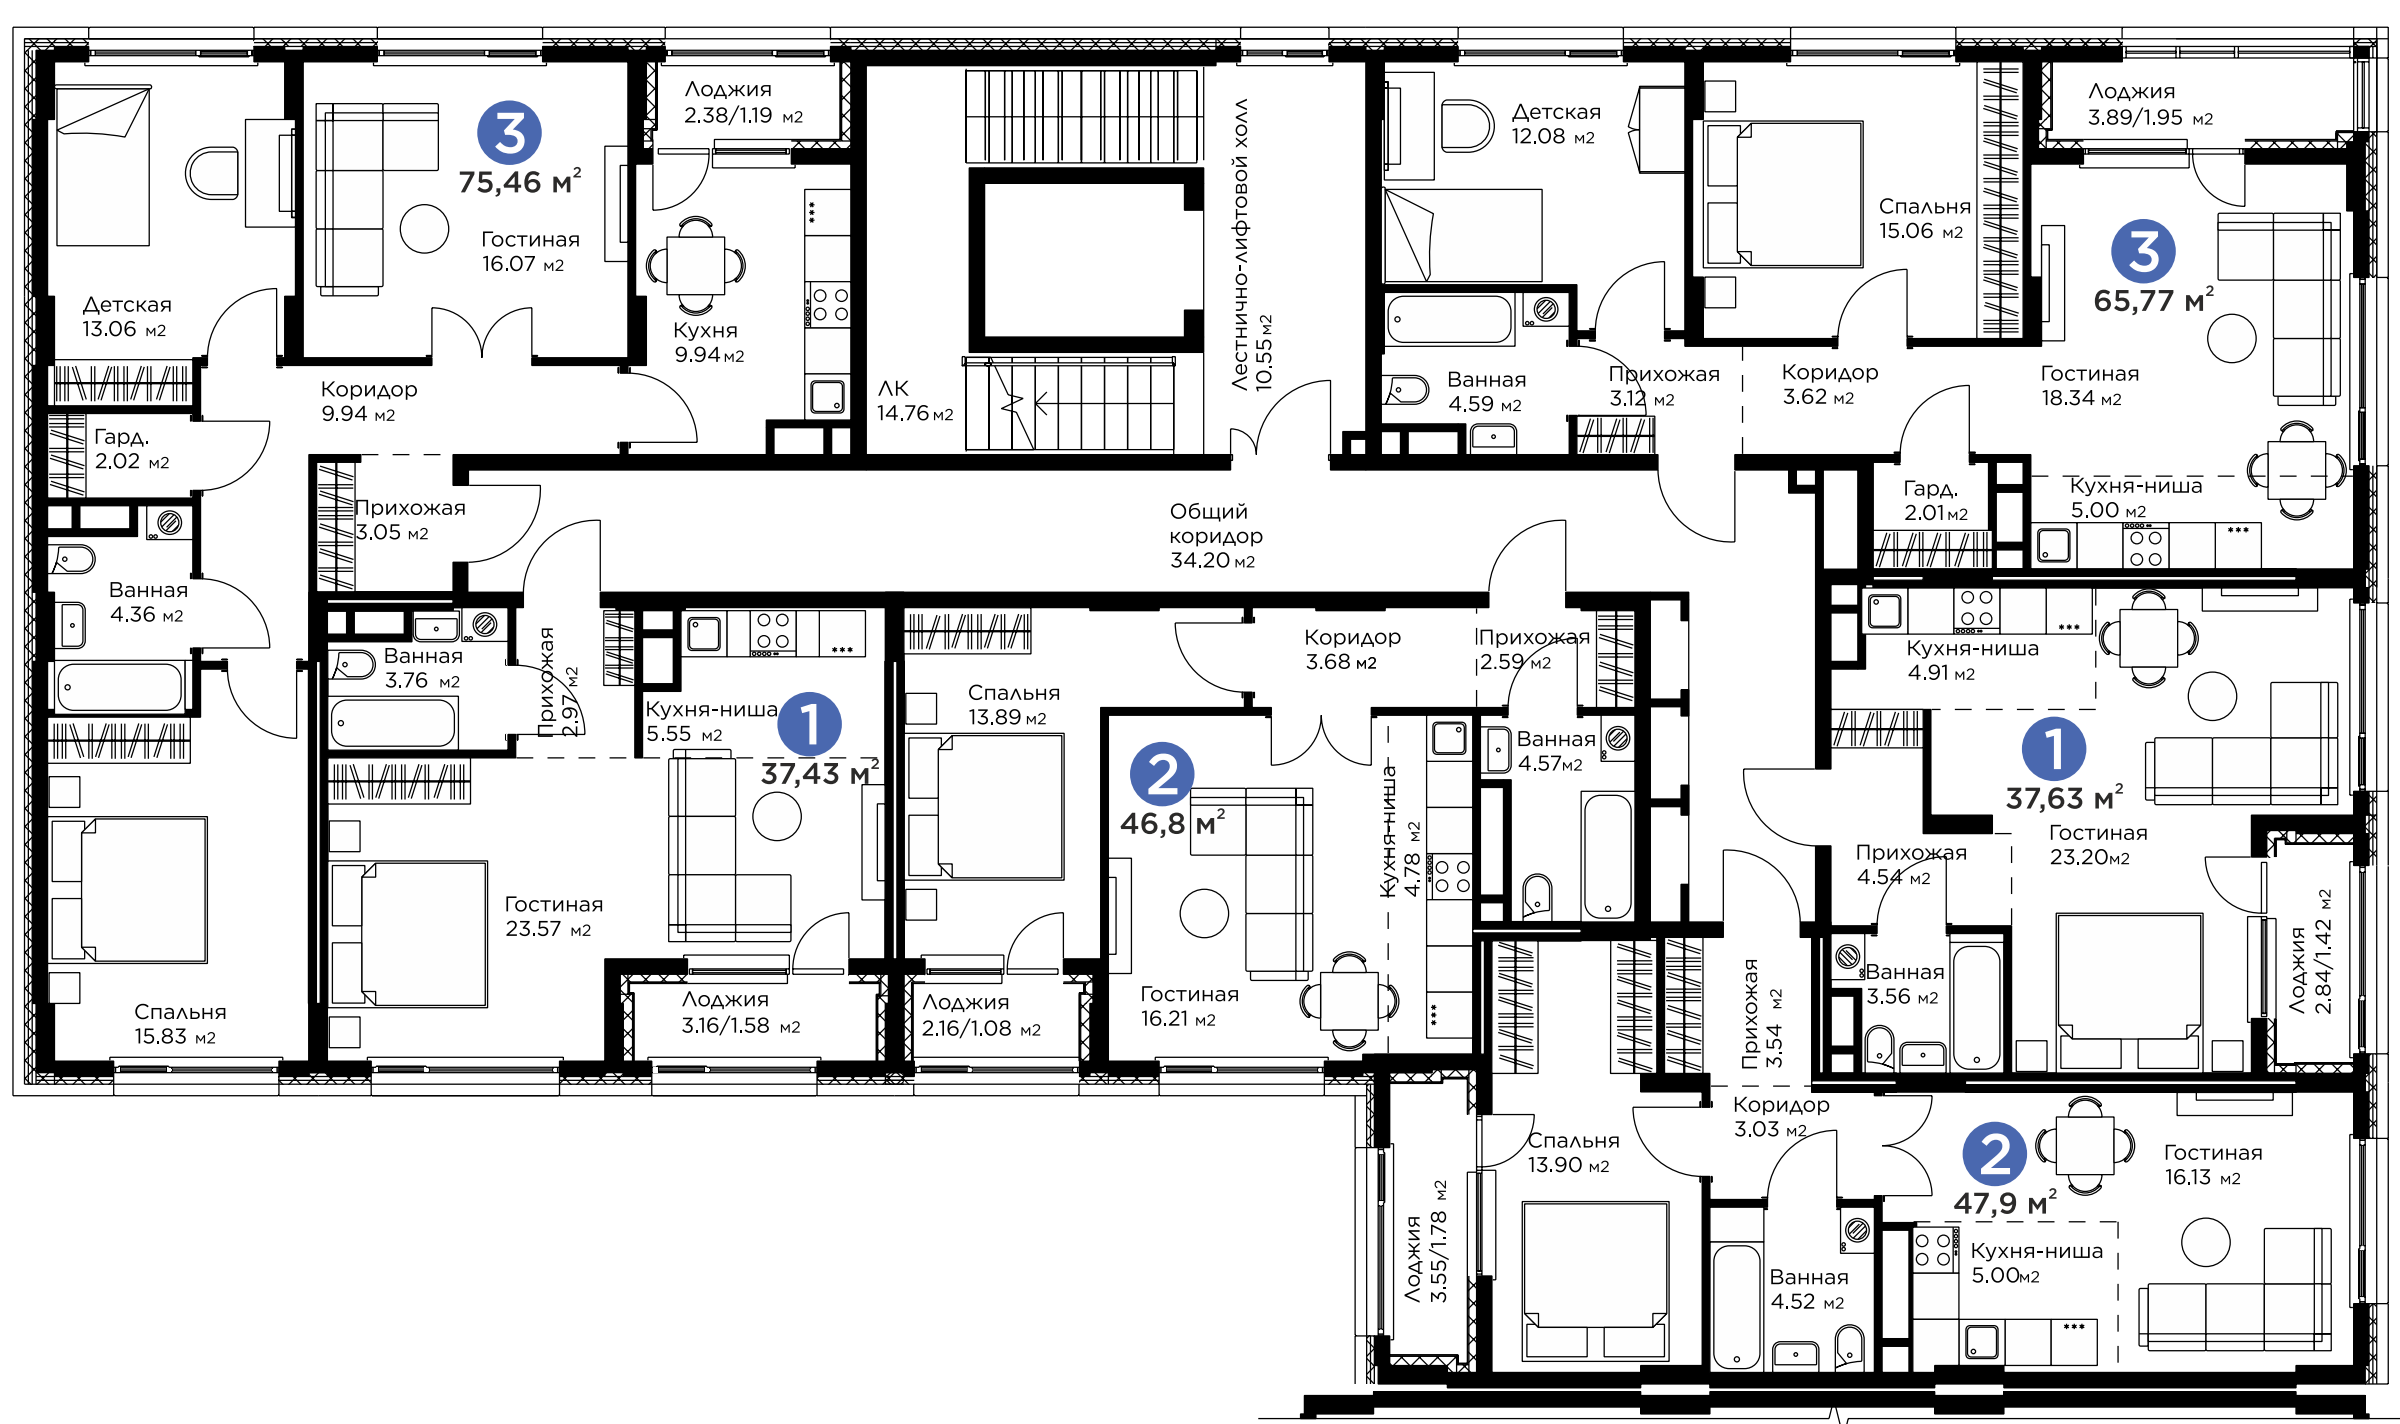 3
75,46 м²
Детская
13.06 м2
Гостиная
16.07 м2
Лоджия
2.38/1.19 м2
Кухня
9.94 м2
Коридор
9.94 м2
Гард.
2.02 м2
Прихожая
3.05 м2
Ванная
4.36 м2
Спальня
15.83 м2
ЛК
14.76 м2
Лестнично-лифтовой холл
10.55 м2
Общий
коридор
34.20 м2
Детская
12.08 м2
Спальня
15.06 м2
Лоджия
3.89/1.95 м2
3
65,77 м²
Ванная
4.59 м2
Прихожая
3.12 м2
Коридор
3.62 м2
Гостиная
18.34 м2
Гард.
2.01 м2
Кухня-ниша
5.00 м2
Ванная
3.76 м2
Прихожая
2.97 м2
Кухня-ниша
5.55 м2
1
37,43 м²
Гостиная
23.57 м2
Лоджия
3.16/1.58 м2
Спальня
13.89 м2
Коридор
3.68 м2
Прихожая
2.59 м2
2
46,8 м²
Ванная
4.57 м2
Кухня-ниша
4.78 м2
Гостиная
16.21 м2
Лоджия
2.16/1.08 м2
Кухня-ниша
4.91 м2
1
37,63 м²
Гостиная
23.20 м2
Прихожая
4.54 м2
Ванная
3.56 м2
Лоджия
2.84/1.42 м2
Прихожая
3.54 м2
Коридор
3.03 м2
Спальня
13.90 м2
Лоджия
3.55/1.78 м2
2
47,9 м²
Гостиная
16.13 м2
Кухня-ниша
5.00 м2
Ванная
4.52 м2